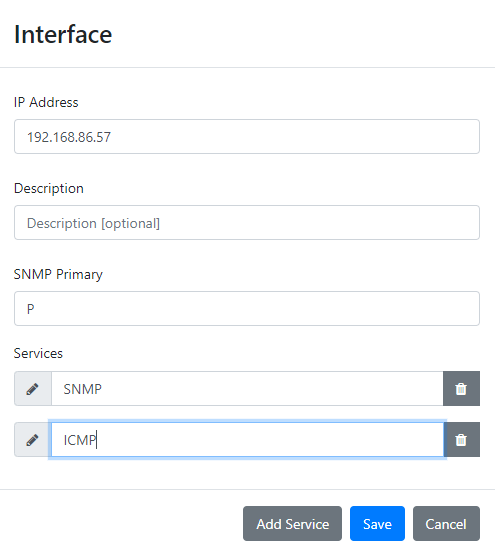 Interface
IP Address
192.168.86.57
Description
Description [optional]
SNMP Primary
P
Services
SNMP
ICMP
Add Service Save Cancel